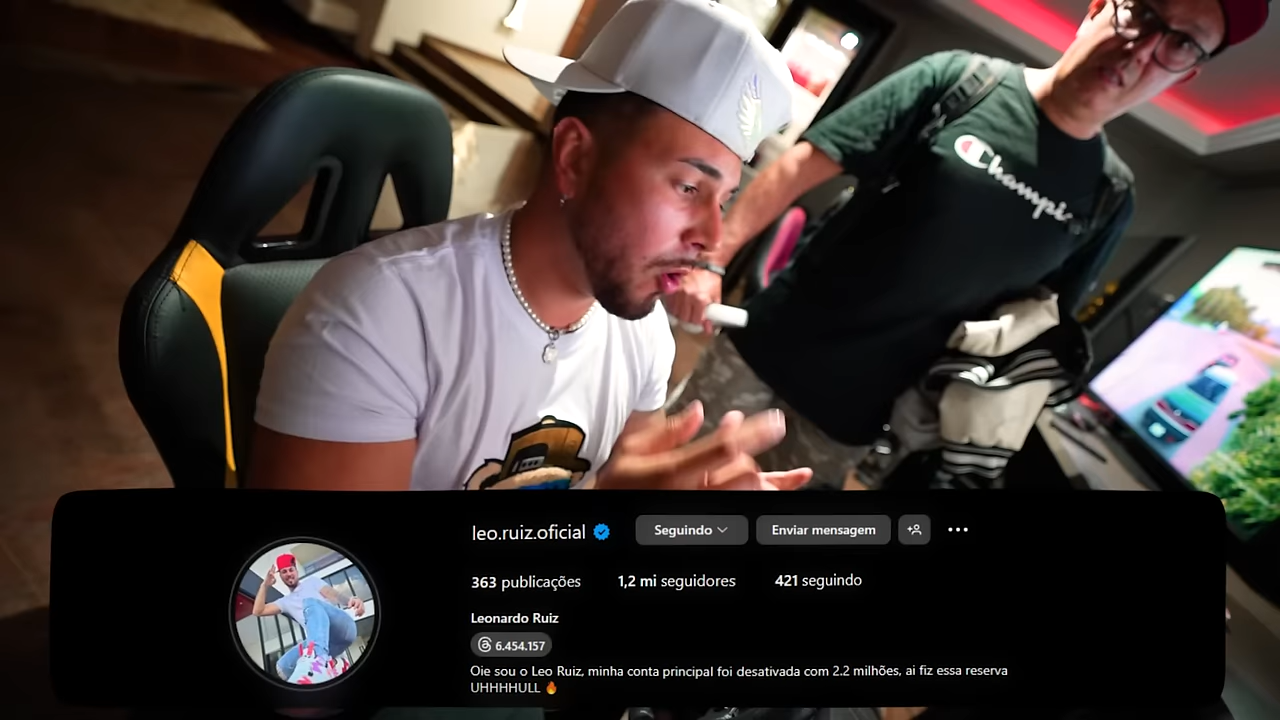 Champio
leo.ruiz.oficial Seguindo Enviar mensagem
363 publicações 1,2 mi seguidores 421 seguindo
Leonardo Ruiz
6.454.157
Oie sou o Leo Ruiz, minha conta principal foi desativada com 2.2 milhões, ai fiz essa reserva
UHHHHULL 🔥